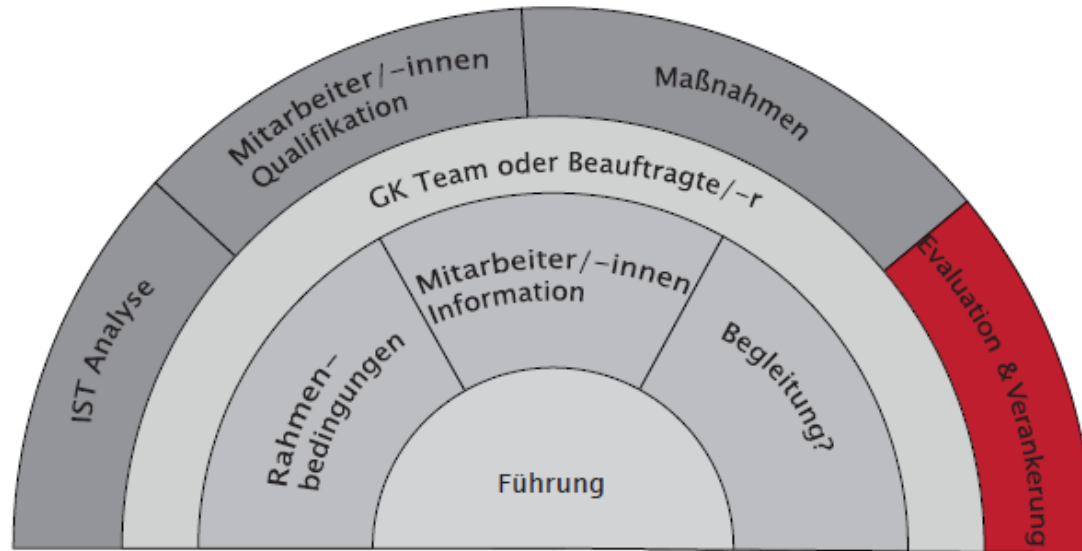 Mitarbeiter/-innen
Qualifikation
Maßnahmen
IST Analyse
Evaluation & Verankerung
GK Team oder Beauftragte/-r
Rahmen-
bedingungen
Mitarbeiter/-innen
Information
Begleitung?
Führung